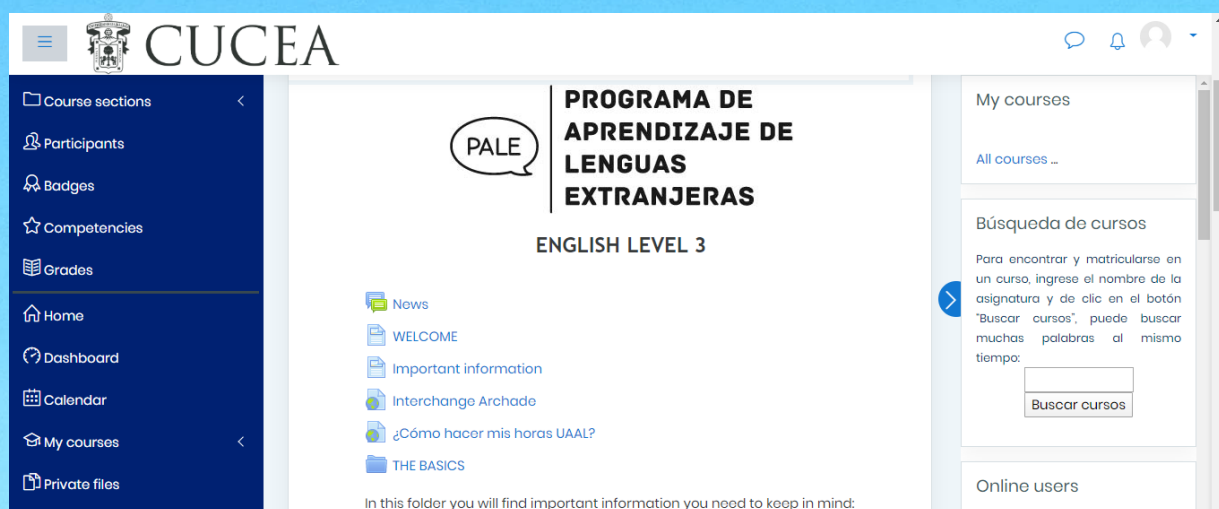 CUCEA
Course sections
Participants
Badges
Competencies
Grades
Home
Dashboard
Calendar
My courses
Private files
PALE
PROGRAMA DE
APRENDIZAJE DE
LENGUAS
EXTRANJERAS
ENGLISH LEVEL 3
News
WELCOME
Important information
Interchange Archade
¿Cómo hacer mis horas UAAL?
THE BASICS
In this folder you will find important information you need to keep in mind:
My courses
All courses ...
Búsqueda de cursos
Para encontrar y matricularse en
un curso, ingrese el nombre de la
asignatura y de clic en el botón
"Buscar cursos", puede buscar
muchas palabras al mismo
tiempo:
Buscar cursos
Online users